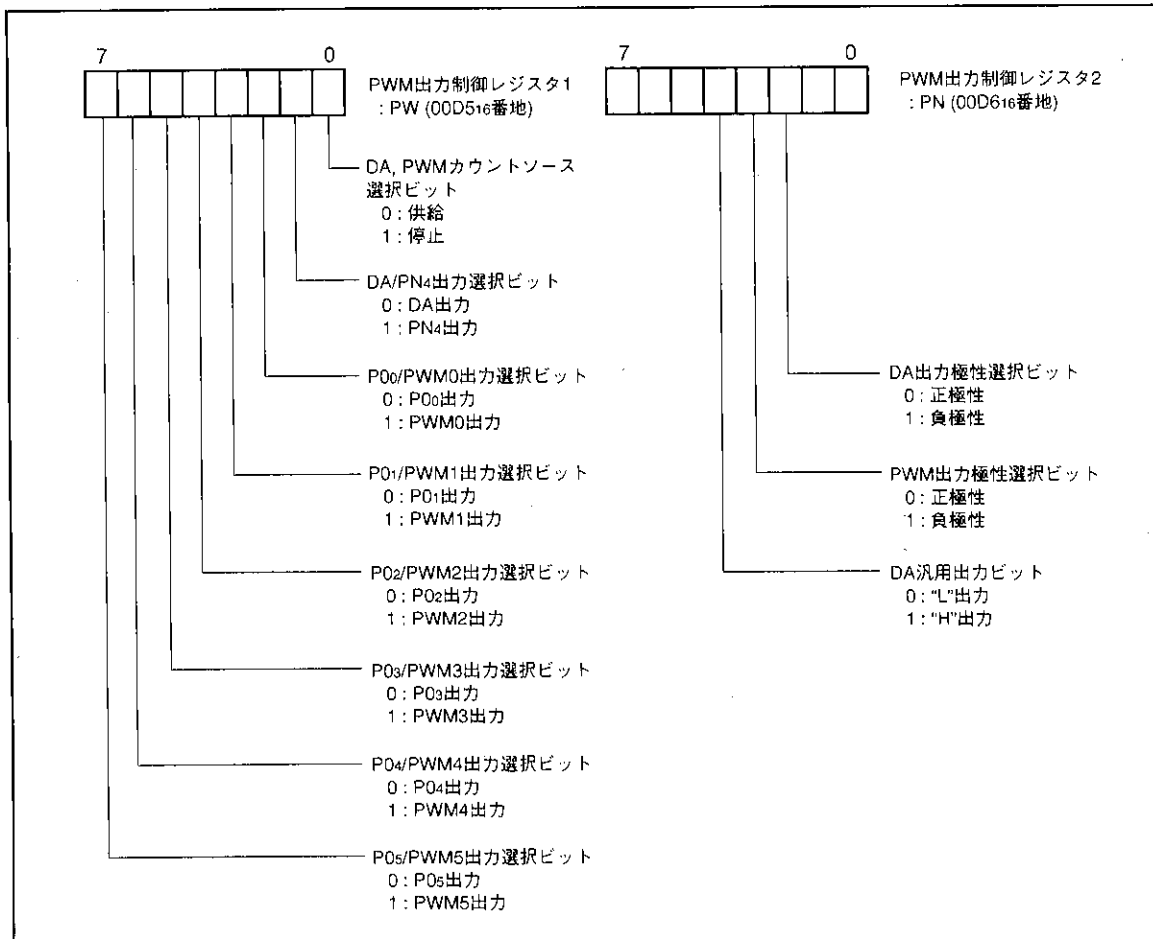 7 0
PWM出力制御レジスタ1
: PW (00D516番地)
DA, PWMカウントソース
選択ビット
0 : 供給
1 : 停止
DA/PN4出力選択ビット
0 : DA出力
1 : PN4出力
P00/PWM0出力選択ビット
0 : P00出力
1 : PWM0出力
P01/PWM1出力選択ビット
0 : P01出力
1 : PWM1出力
P02/PWM2出力選択ビット
0 : P02出力
1 : PWM2出力
P03/PWM3出力選択ビット
0 : P03出力
1 : PWM3出力
P04/PWM4出力選択ビット
0 : P04出力
1 : PWM4出力
P05/PWM5出力選択ビット
0 : P05出力
1 : PWM5出力
7 0
PWM出力制御レジスタ2
: PN (00D616番地)
DA出力極性選択ビット
0 : 正極性
1 : 負極性
PWM出力極性選択ビット
0 : 正極性
1 : 負極性
DA汎用出力ビット
0 : “L”出力
1 : “H”出力